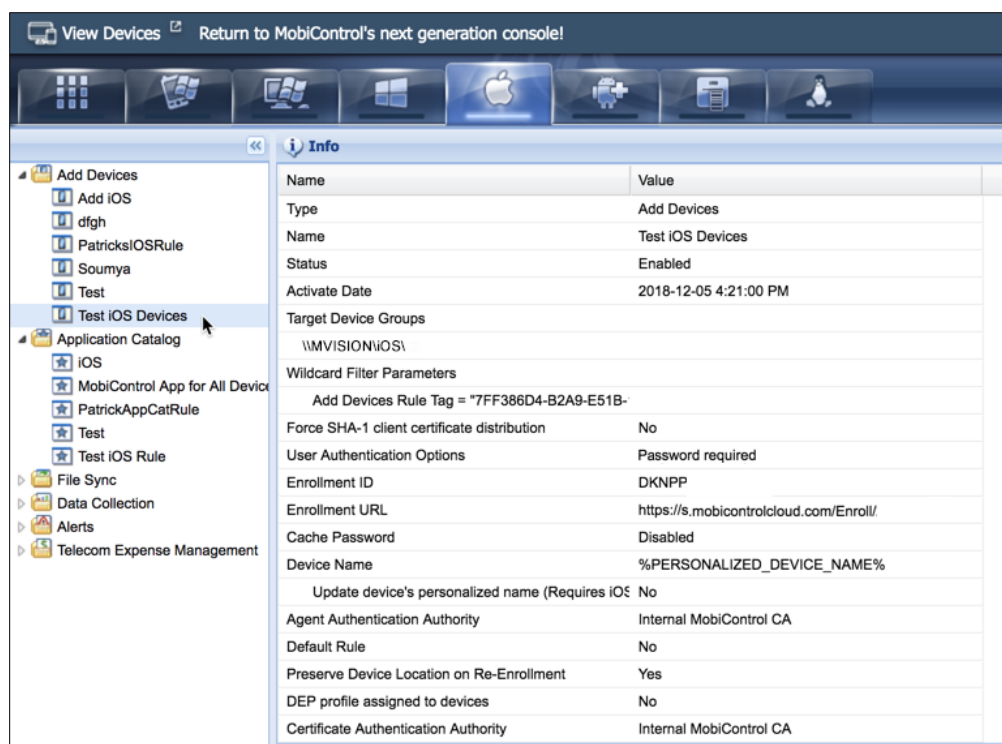 View Devices Return to MobiControl's next generation console!
Info
Add Devices
Add iOS
dfgh
PatricksIOSRule
Soumya
Test
Test iOS Devices
Application Catalog
iOS
MobiControl App for All Device
PatrickAppCatRule
Test
Test iOS Rule
File Sync
Data Collection
Alerts
Telecom Expense Management
Name Value
Type Add Devices
Name Test iOS Devices
Status Enabled
Activate Date 2018-12-05 4:21:00 PM
Target Device Groups
\\MVISION\iOS\
Wildcard Filter Parameters
Add Devices Rule Tag = "7FF386D4-B2A9-E51B-
Force SHA-1 client certificate distribution No
User Authentication Options Password required
Enrollment ID DKNPP
Enrollment URL https://s.mobicontrolcloud.com/Enroll/
Cache Password Disabled
Device Name %PERSONALIZED_DEVICE_NAME%
Update device's personalized name (Requires iOS No
Agent Authentication Authority Internal MobiControl CA
Default Rule No
Preserve Device Location on Re-Enrollment Yes
DEP profile assigned to devices No
Certificate Authentication Authority Internal MobiControl CA